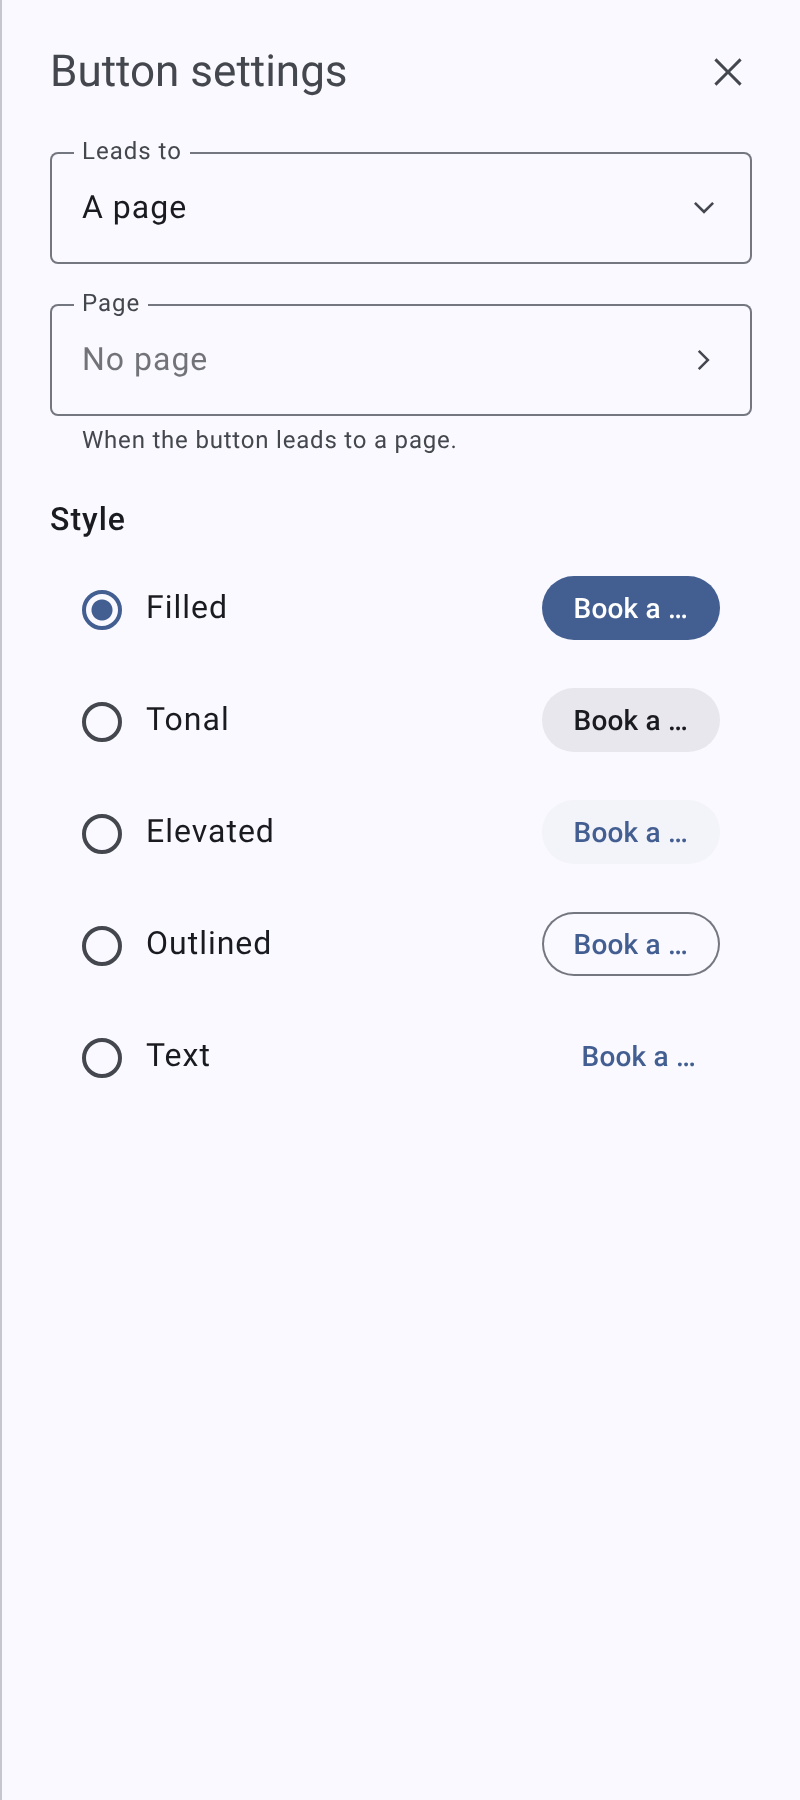 Button settings
Leads to
A page
Page
No page
When the button leads to a page.
Style
Filled
Book a ...
Tonal
Book a ...
Elevated
Book a ...
Outlined
Book a ...
Text
Book a ...